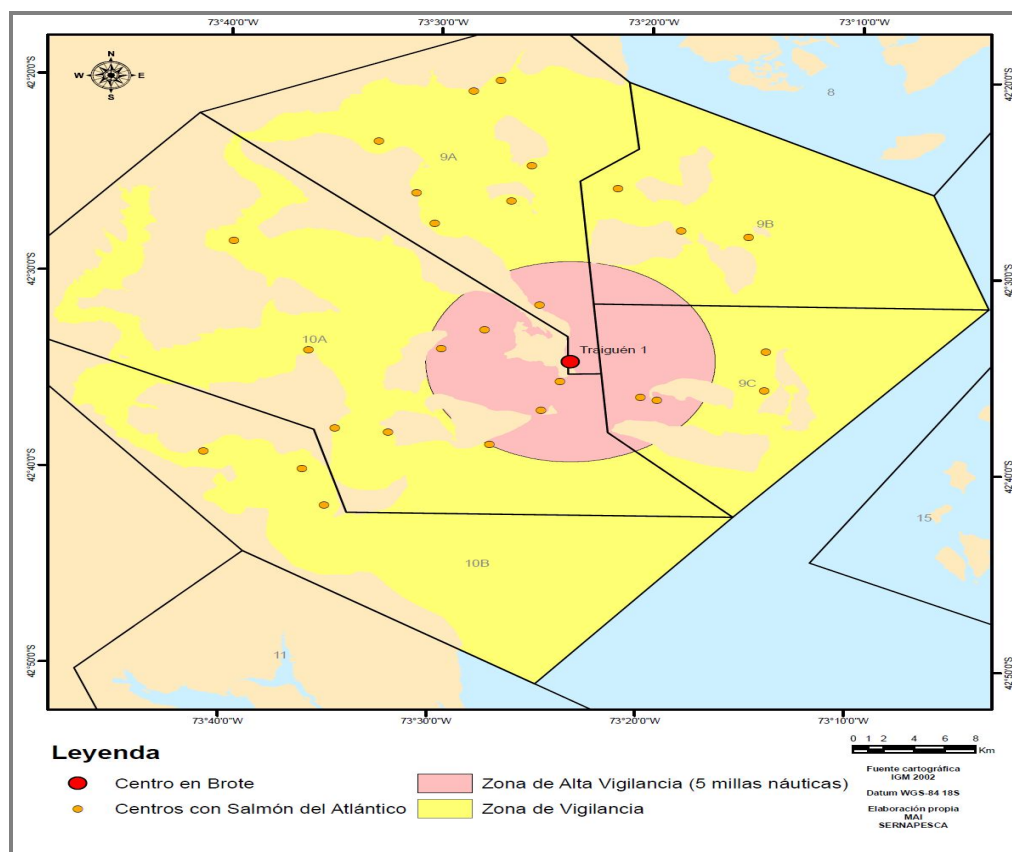 73°40'0"W 73°30'0"W 73°20'0"W 73°10'0"W
N
W E
S
42°20'0"S 42°20'0"S
8
9A
9B
42°30'0"S 42°30'0"S
10A
Traiguén 1
9C
42°40'0"S 42°40'0"S
15
10B
11
42°50'0"S 42°50'0"S
73°40'0"W 73°30'0"W 73°20'0"W 73°10'0"W
Leyenda
Centro en Brote
Centros con Salmón del Atlántico
Zona de Alta Vigilancia (5 millas náuticas)
Zona de Vigilancia
0 1 2 4 6 8
Km
Fuente cartográfica
IGM 2002
Datum WGS-84 18S
Elaboración propia
MAI
SERNAPESCA